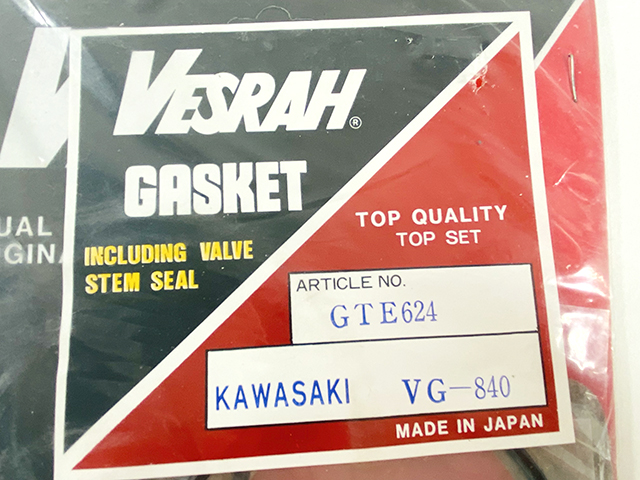 VESRAH®
GASKET
INCLUDING VALVE
STEM SEAL
TOP QUALITY
TOP SET
ARTICLE NO.
GTE624
KAWASAKI VG-840
MADE IN JAPAN